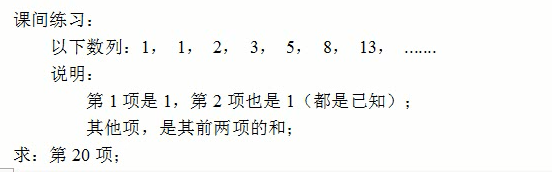 课间练习：
以下数列：1， 1， 2， 3， 5， 8， 13， .......
说明：
第 1 项是 1，第 2 项也是 1（都是已知）；
其他项，是其前两项的和；
求：第 20 项；